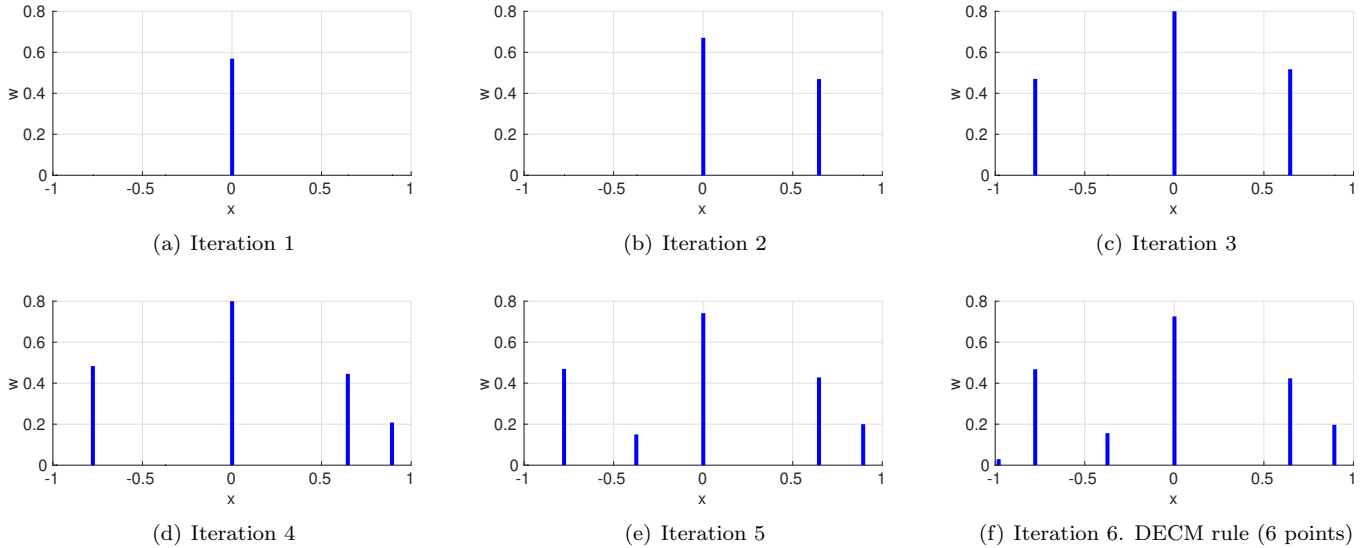 0.8
0.6
0.4
0.2
0
w
-1 -0.5 0 0.5 1
x
(a) Iteration 1
0.8
0.6
0.4
0.2
0
w
-1 -0.5 0 0.5 1
x
(b) Iteration 2
0.8
0.6
0.4
0.2
0
w
-1 -0.5 0 0.5 1
x
(c) Iteration 3
0.8
0.6
0.4
0.2
0
w
-1 -0.5 0 0.5 1
x
(d) Iteration 4
0.8
0.6
0.4
0.2
0
w
-1 -0.5 0 0.5 1
x
(e) Iteration 5
0.8
0.6
0.4
0.2
0
w
-1 -0.5 0 0.5 1
x
(f) Iteration 6. DECM rule (6 points)